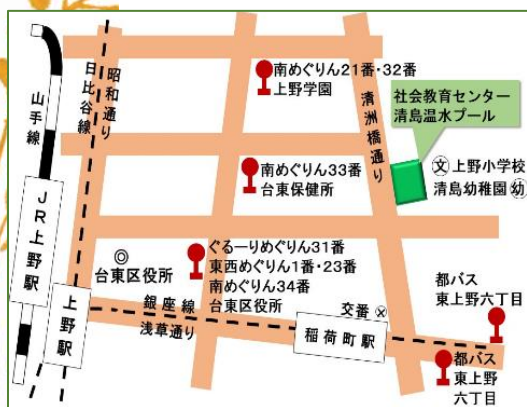 日比谷線
昭和通り
山手線
JR上野駅
上野駅
南めぐりん21番・32番
上野学園
清洲橋通り
社会教育センター
清島温水プール
文 上野小学校
清島幼稚園 幼
南めぐりん33番
台東保健所
台東区役所
ぐるーりめぐりん31番
東西めぐりん1番・23番
南めぐりん34番
台東区役所
銀座線
浅草通り
交番
稲荷町駅
都バス
東上野六丁目
都バス
東上野
六丁目